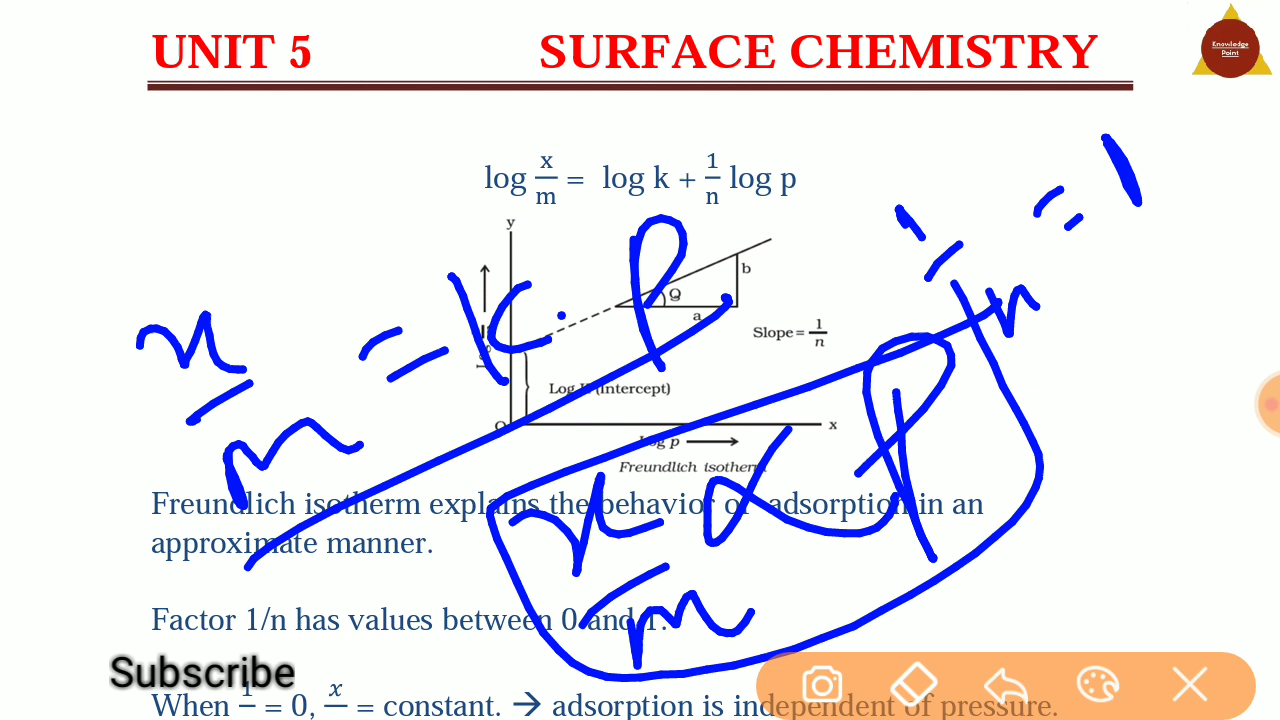 UNIT 5 SURFACE CHEMISTRY
Knowledge
Point
log x/m = log k + 1/n log p
y
b
Q
a
Slope = 1/n
x/m = K . P
1/n = 1
Log K (intercept)
O
x
Log p
Freundlich isotherm
x/m α P
Freundlich isotherm explains the behavior of adsorption in an
approximate manner.
Factor 1/n has values between 0 and 1.
Subscribe
When 1 = 0, x = constant. → adsorption is independent of pressure.